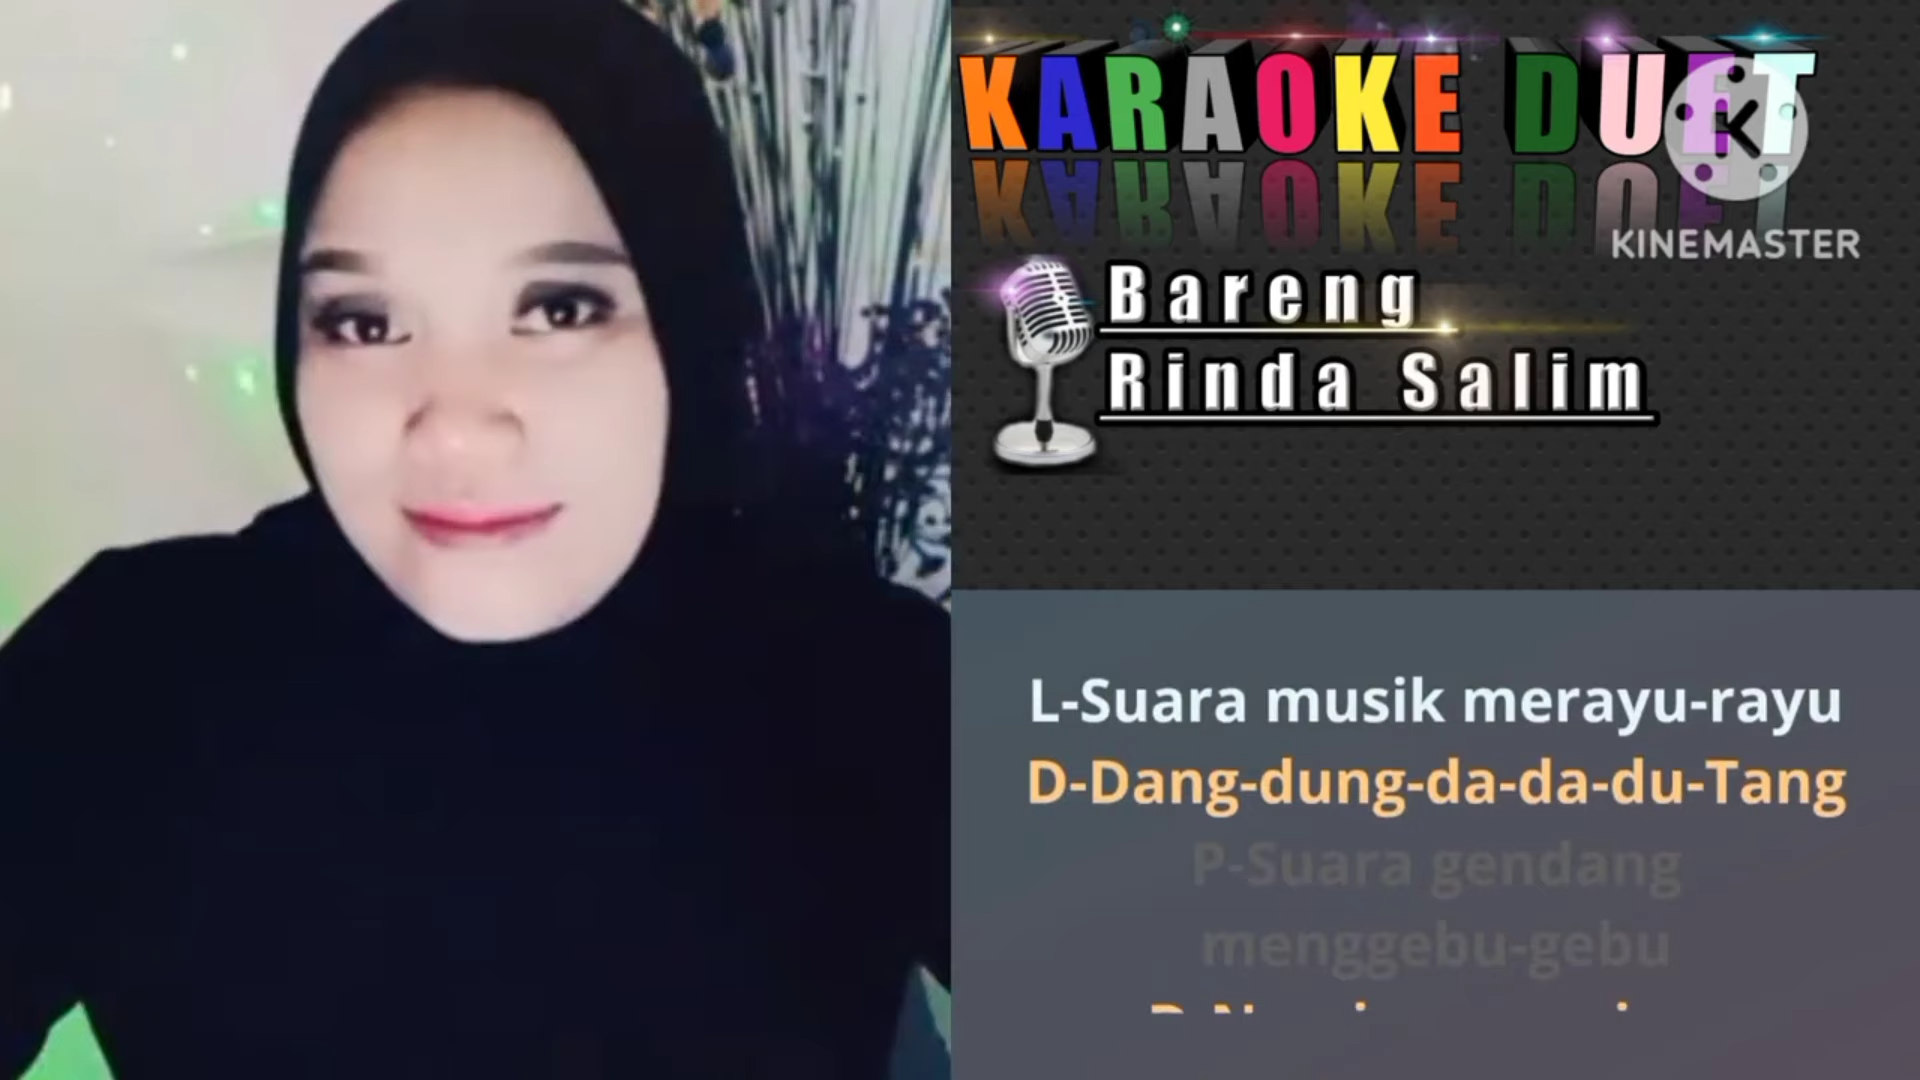 KARAOKE DUET
KINEMASTER
Bareng
Rinda Salim
L-Suara musik merayu-rayu
D-Dang-dung-da-da-du-Tang
P-Suara gendang
menggebu-gebu